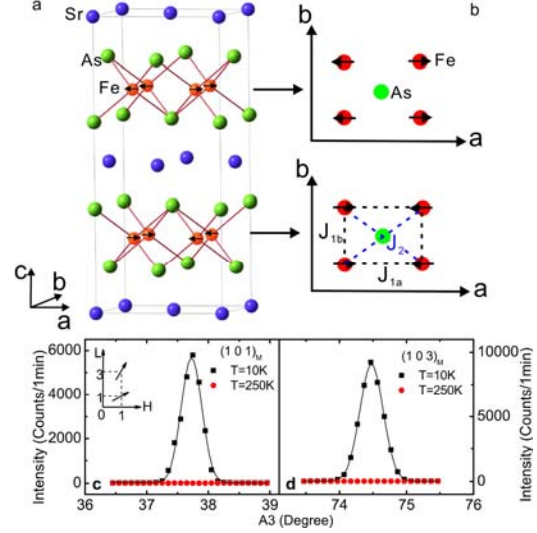 a
b
Sr
As
Fe
c
b
a
b
Fe
As
a
b
J1b
J2
J1a
a
Intensity (Counts/1min)
6000
4000
2000
0
L
3
1
0 1 H
(1 0 1)M
T=10K
T=250K
c
(1 0 3)M
T=10K
T=250K
d
10000
5000
0
Intensity (Counts/1min)
36 37 38 39 74 75 76
A3 (Degree)